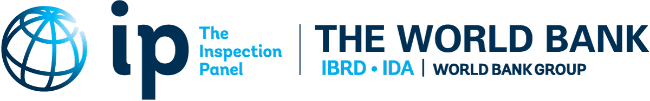 ip
The
Inspection
Panel
THE WORLD BANK
IBRD • IDA | WORLD BANK GROUP